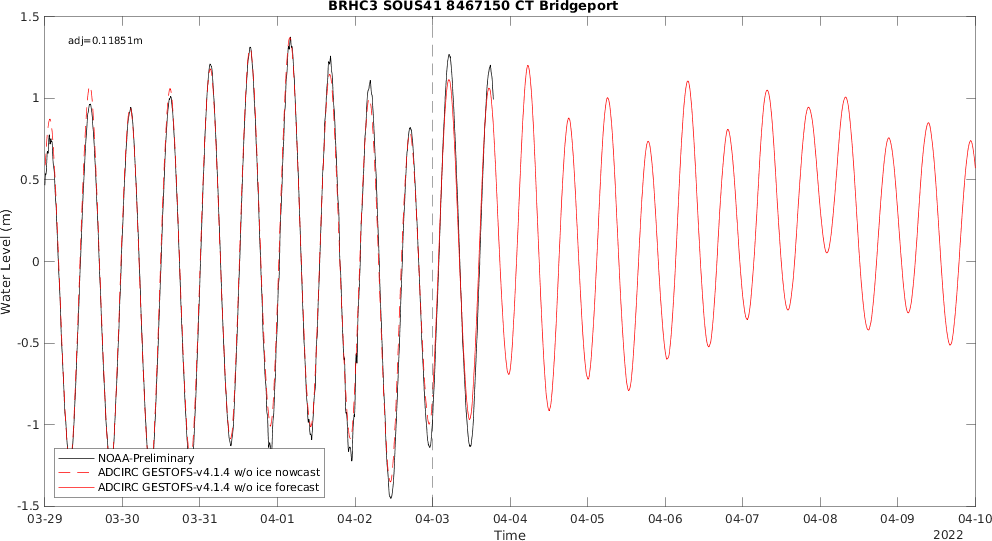 BRHC3 SOUS41 8467150 CT Bridgeport
adj=0.11851m
Water Level (m)
1.5
1
0.5
0
-0.5
-1
-1.5
NOAA-Preliminary
ADCIRC GESTOFS-v4.1.4 w/o ice nowcast
ADCIRC GESTOFS-v4.1.4 w/o ice forecast
03-29 03-30 03-31 04-01 04-02 04-03 04-04 04-05 04-06 04-07 04-08 04-09 04-10
Time
2022